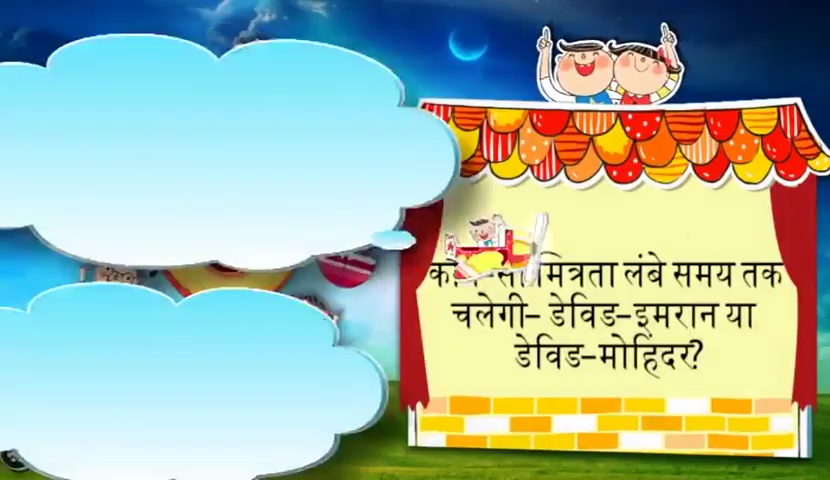 मित्रता लंबे समय तक
चलेगी- डेविड-इमरान या
डेविड-मोहिंदर?